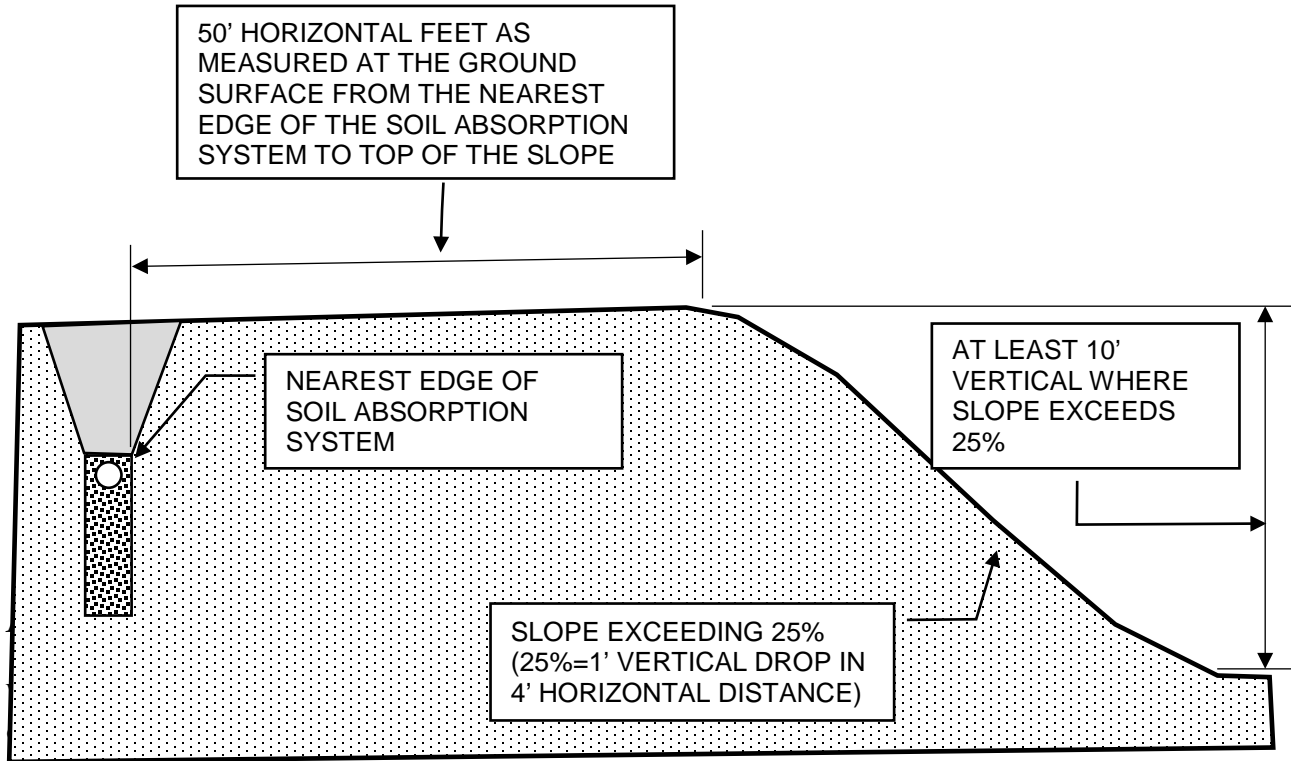 50’ HORIZONTAL FEET AS
MEASURED AT THE GROUND
SURFACE FROM THE NEAREST
EDGE OF THE SOIL ABSORPTION
SYSTEM TO TOP OF THE SLOPE
NEAREST EDGE OF
SOIL ABSORPTION
SYSTEM
AT LEAST 10’
VERTICAL WHERE
SLOPE EXCEEDS
25%
SLOPE EXCEEDING 25%
(25%=1’ VERTICAL DROP IN
4’ HORIZONTAL DISTANCE)